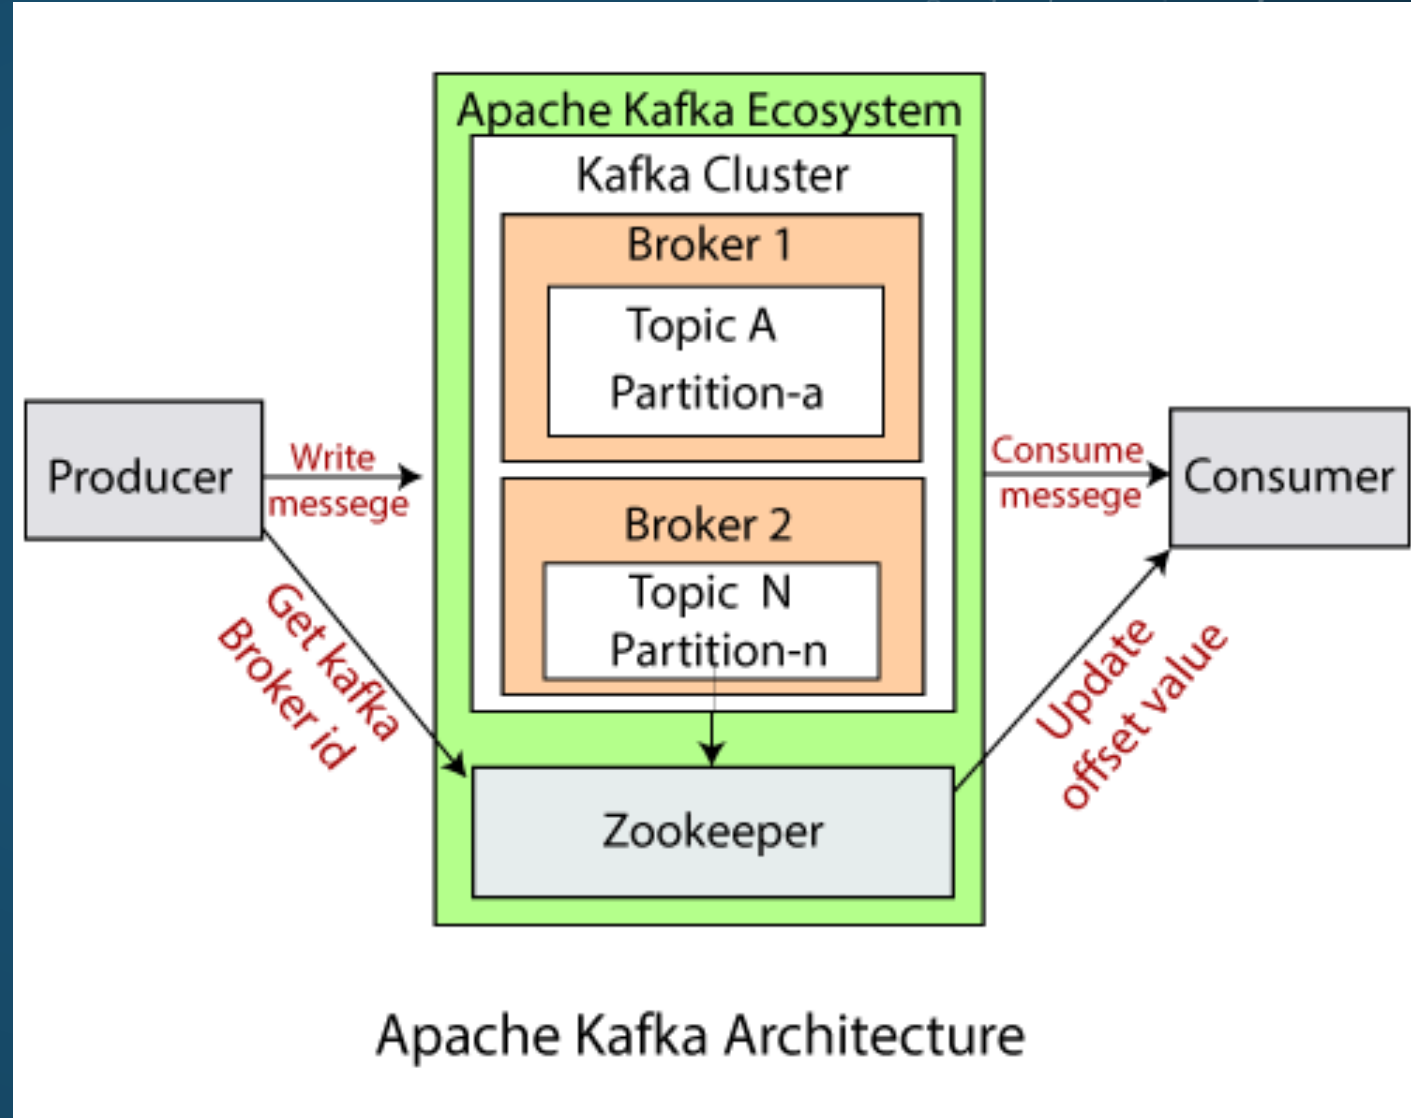 Apache Kafka Ecosystem
Kafka Cluster
Broker 1
Topic A
Partition-a
Producer
Write
messege
Consume
messege
Consumer
Broker 2
Topic N
Partition-n
Get kafka
Broker id
Update
offset value
Zookeeper
Apache Kafka Architecture